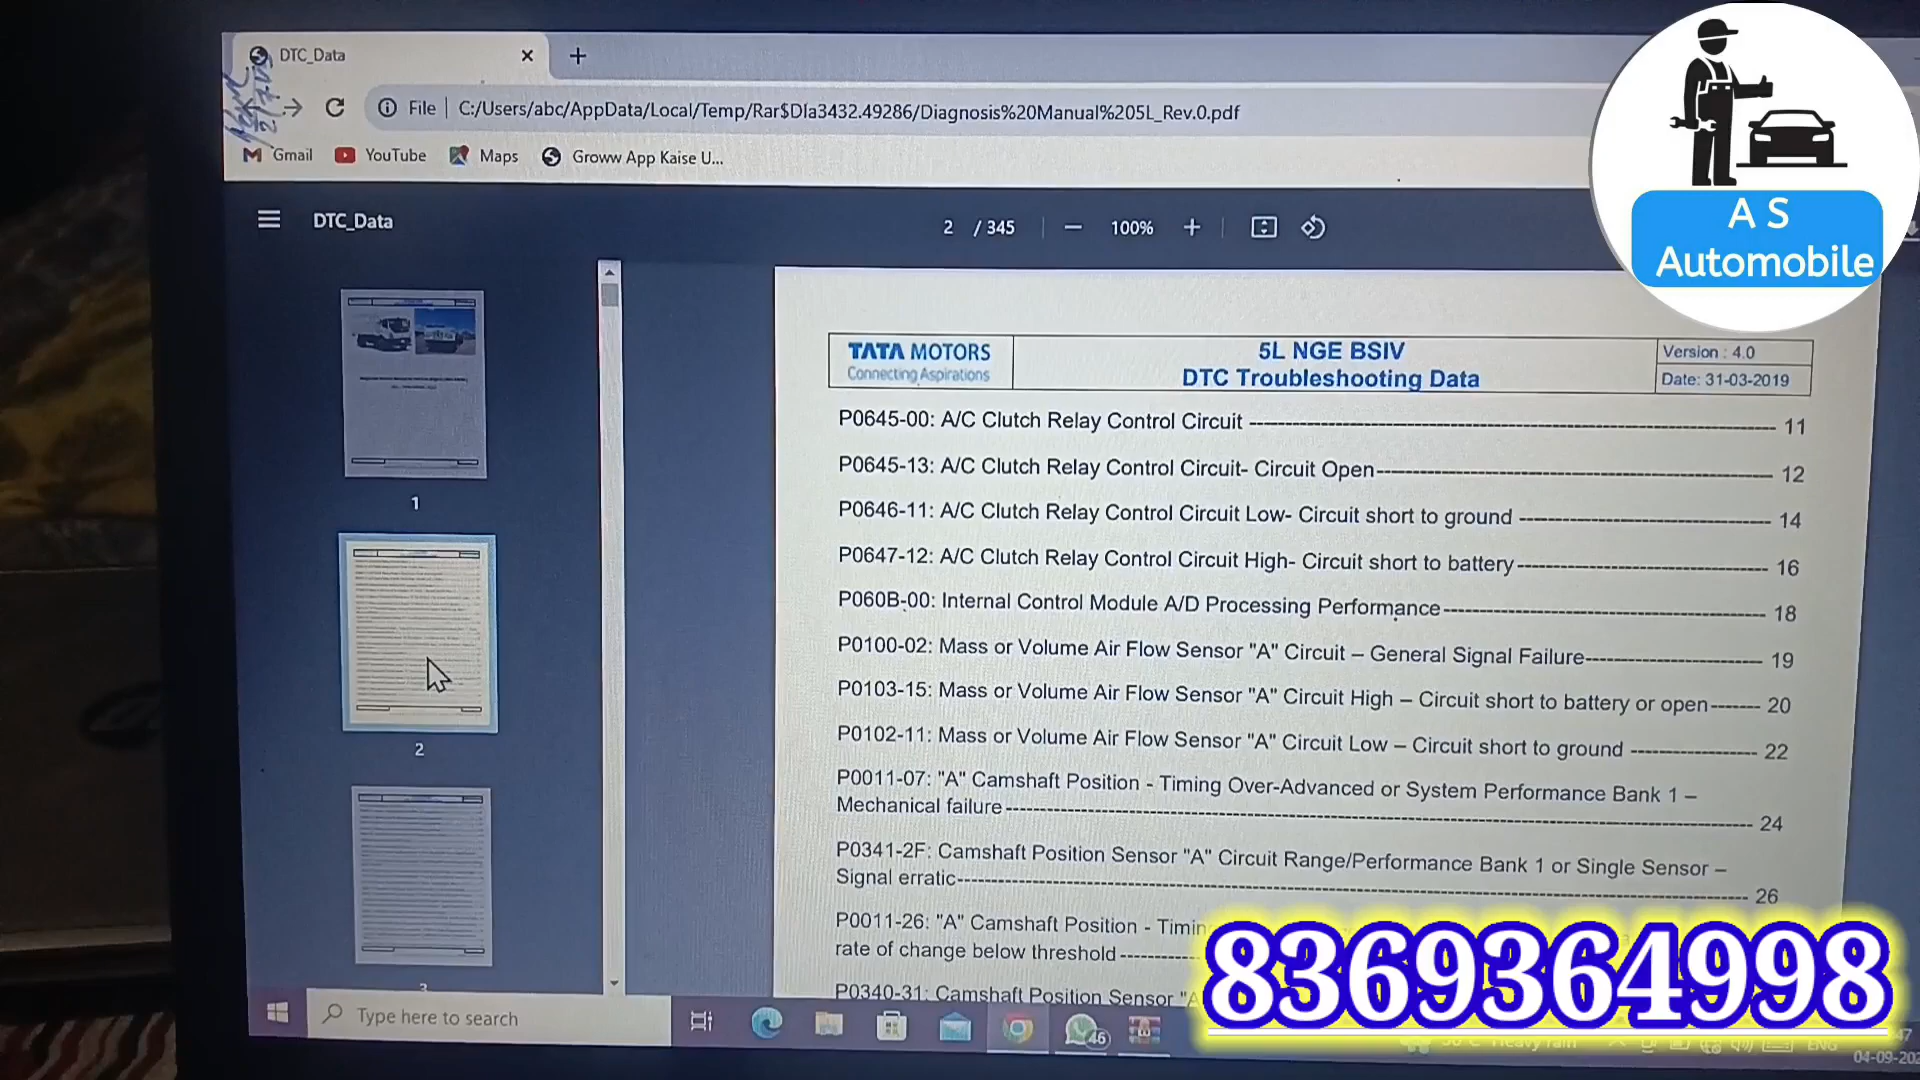 DTC_Data
File
C:/Users/abc/AppData/Local/Temp/Rar$DIa3432.49286/Diagnosis%20Manual%205L_Rev.0.pdf
Gmail
YouTube
Maps
Groww App Kaise U...
A S
Automobile
DTC_Data
2 / 345
100%
TATA MOTORS
Connecting Aspirations
5L NGE BSIV
DTC Troubleshooting Data
Version : 4.0
Date: 31-03-2019
P0645-00: A/C Clutch Relay Control Circuit 11
P0645-13: A/C Clutch Relay Control Circuit- Circuit Open 12
P0646-11: A/C Clutch Relay Control Circuit Low- Circuit short to ground 14
P0647-12: A/C Clutch Relay Control Circuit High- Circuit short to battery 16
P060B-00: Internal Control Module A/D Processing Performance 18
P0100-02: Mass or Volume Air Flow Sensor "A" Circuit – General Signal Failure 19
P0103-15: Mass or Volume Air Flow Sensor "A" Circuit High – Circuit short to battery or open 20
P0102-11: Mass or Volume Air Flow Sensor "A" Circuit Low – Circuit short to ground 22
P0011-07: "A" Camshaft Position - Timing Over-Advanced or System Performance Bank 1 –
Mechanical failure 24
P0341-2F: Camshaft Position Sensor "A" Circuit Range/Performance Bank 1 or Single Sensor –
Signal erratic 26
P0011-26: "A" Camshaft Position -
rate of change below threshold
P0340-31: Camshaft Position Sensor
1
2
3
8369364998
Type here to search
46
Heavy rain
ENG